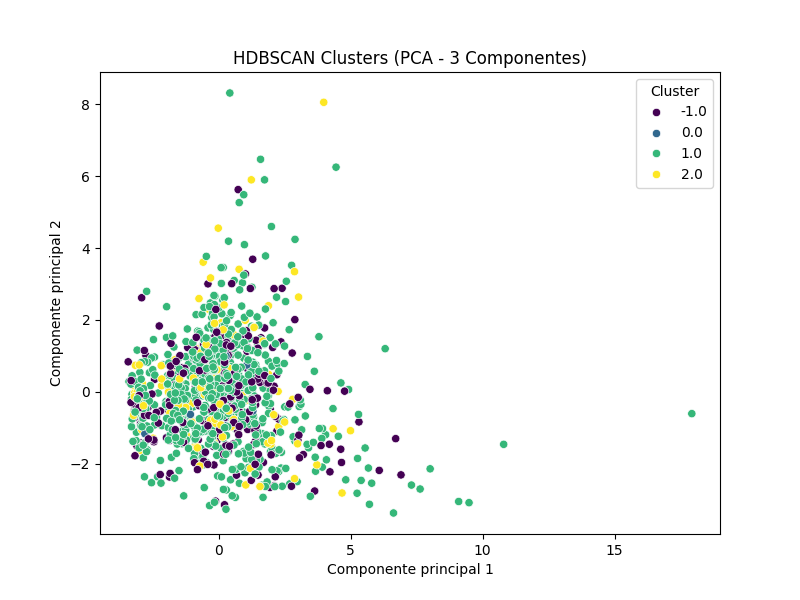 HDBSCAN Clusters (PCA - 3 Componentes)
Cluster
-1.0
0.0
1.0
2.0
8
6
4
2
0
−2
Componente principal 2
0 5 10 15
Componente principal 1